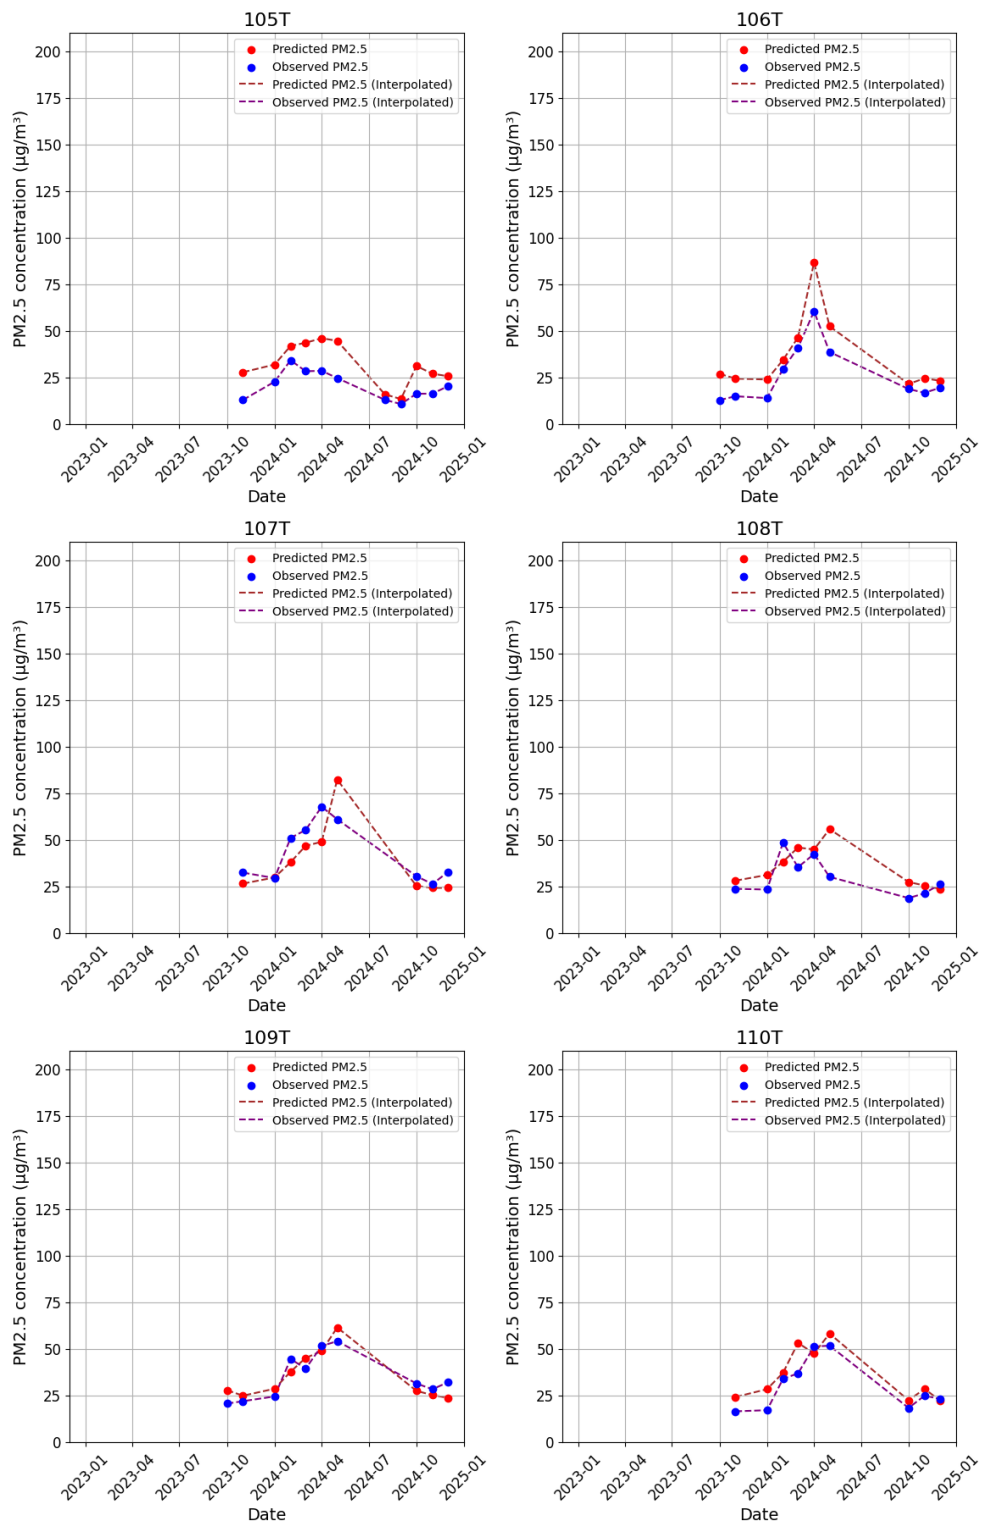 105T
PM2.5 concentration (µg/m³)
200
175
150
125
100
75
50
25
0
Predicted PM2.5
Observed PM2.5
Predicted PM2.5 (Interpolated)
Observed PM2.5 (Interpolated)
2023-01
2023-04
2023-07
2023-10
2024-01
2024-04
2024-07
2024-10
2025-01
Date
106T
PM2.5 concentration (µg/m³)
200
175
150
125
100
75
50
25
0
Predicted PM2.5
Observed PM2.5
Predicted PM2.5 (Interpolated)
Observed PM2.5 (Interpolated)
2023-01
2023-04
2023-07
2023-10
2024-01
2024-04
2024-07
2024-10
2025-01
Date
107T
PM2.5 concentration (µg/m³)
200
175
150
125
100
75
50
25
0
Predicted PM2.5
Observed PM2.5
Predicted PM2.5 (Interpolated)
Observed PM2.5 (Interpolated)
2023-01
2023-04
2023-07
2023-10
2024-01
2024-04
2024-07
2024-10
2025-01
Date
108T
PM2.5 concentration (µg/m³)
200
175
150
125
100
75
50
25
0
Predicted PM2.5
Observed PM2.5
Predicted PM2.5 (Interpolated)
Observed PM2.5 (Interpolated)
2023-01
2023-04
2023-07
2023-10
2024-01
2024-04
2024-07
2024-10
2025-01
Date
109T
PM2.5 concentration (µg/m³)
200
175
150
125
100
75
50
25
0
Predicted PM2.5
Observed PM2.5
Predicted PM2.5 (Interpolated)
Observed PM2.5 (Interpolated)
2023-01
2023-04
2023-07
2023-10
2024-01
2024-04
2024-07
2024-10
2025-01
Date
110T
PM2.5 concentration (µg/m³)
200
175
150
125
100
75
50
25
0
Predicted PM2.5
Observed PM2.5
Predicted PM2.5 (Interpolated)
Observed PM2.5 (Interpolated)
2023-01
2023-04
2023-07
2023-10
2024-01
2024-04
2024-07
2024-10
2025-01
Date